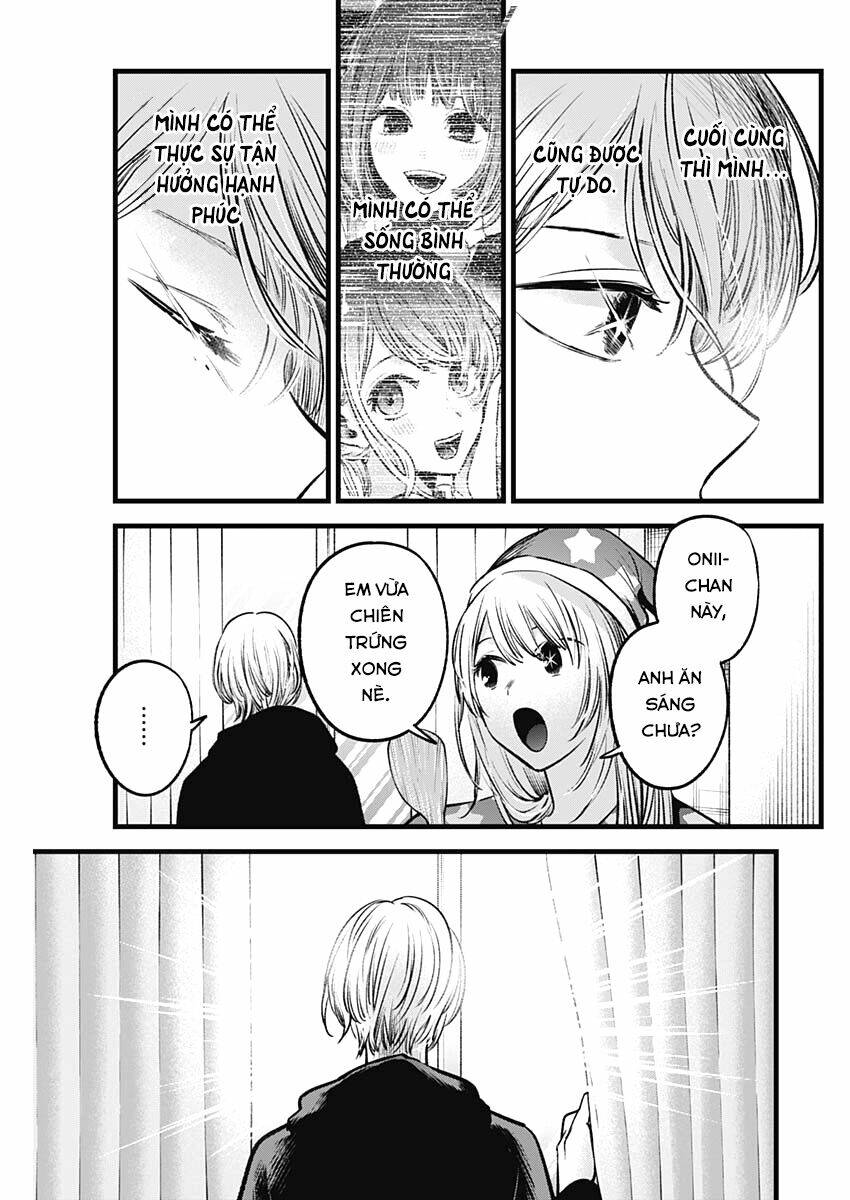 CUỐI CÙNG
THÌ MÌNH...
CŨNG ĐƯỢC
TỰ DO.
MÌNH CÓ THỂ
SỐNG BÌNH
THƯỜNG
MÌNH CÓ THỂ
THỰC SỰ TẬN
HƯỞNG HẠNH
PHÚC
ONII-
CHAN
NÀY,
ANH ĂN
SÁNG
CHƯA?
EM VỪA
CHIÊN
TRỨNG
XONG
NÈ.
......